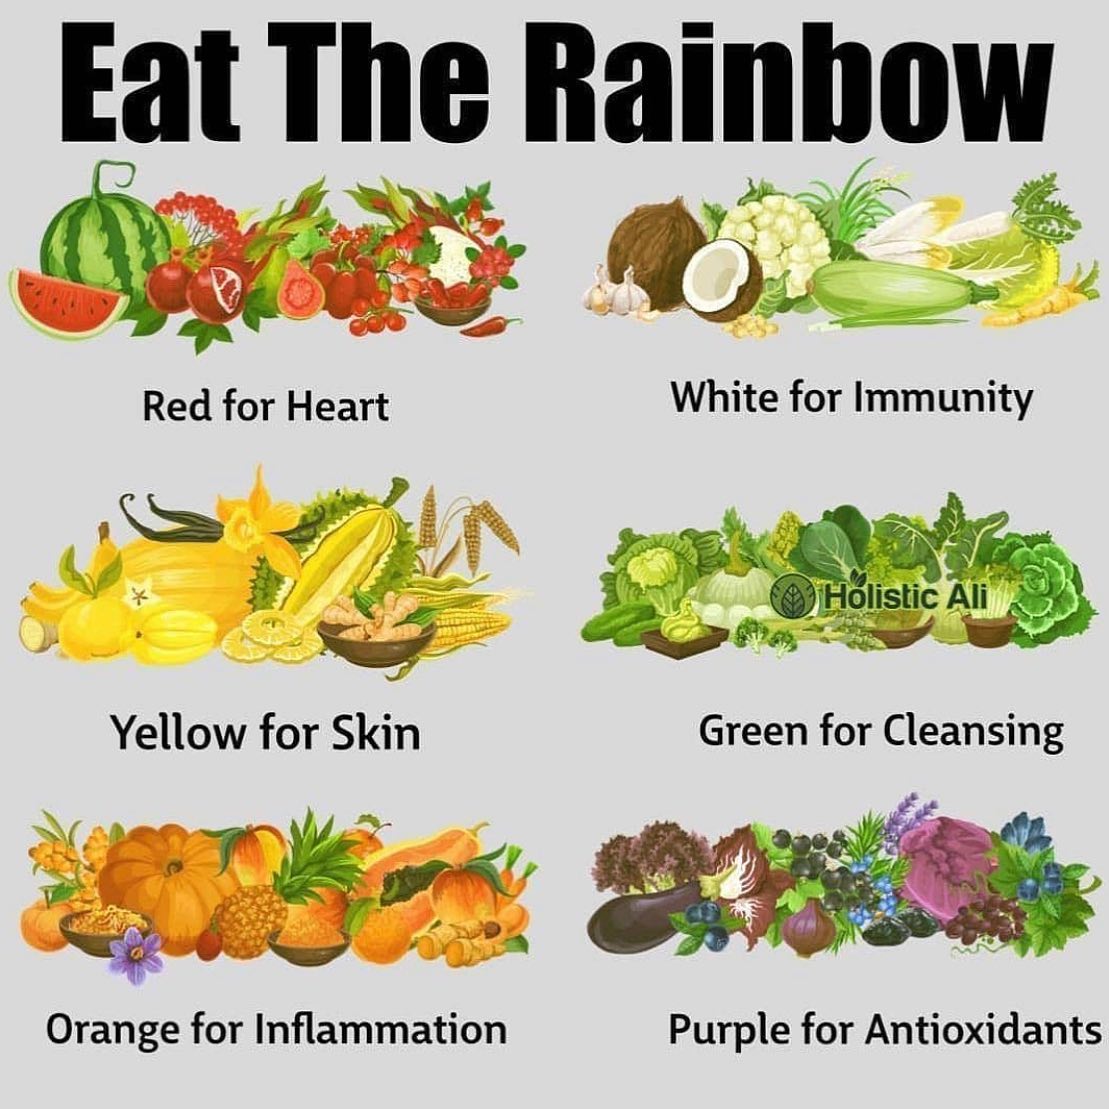 Eat The Rainbow
Red for Heart
White for Immunity
Holistic Ali
Yellow for Skin
Green for Cleansing
Orange for Inflammation
Purple for Antioxidants